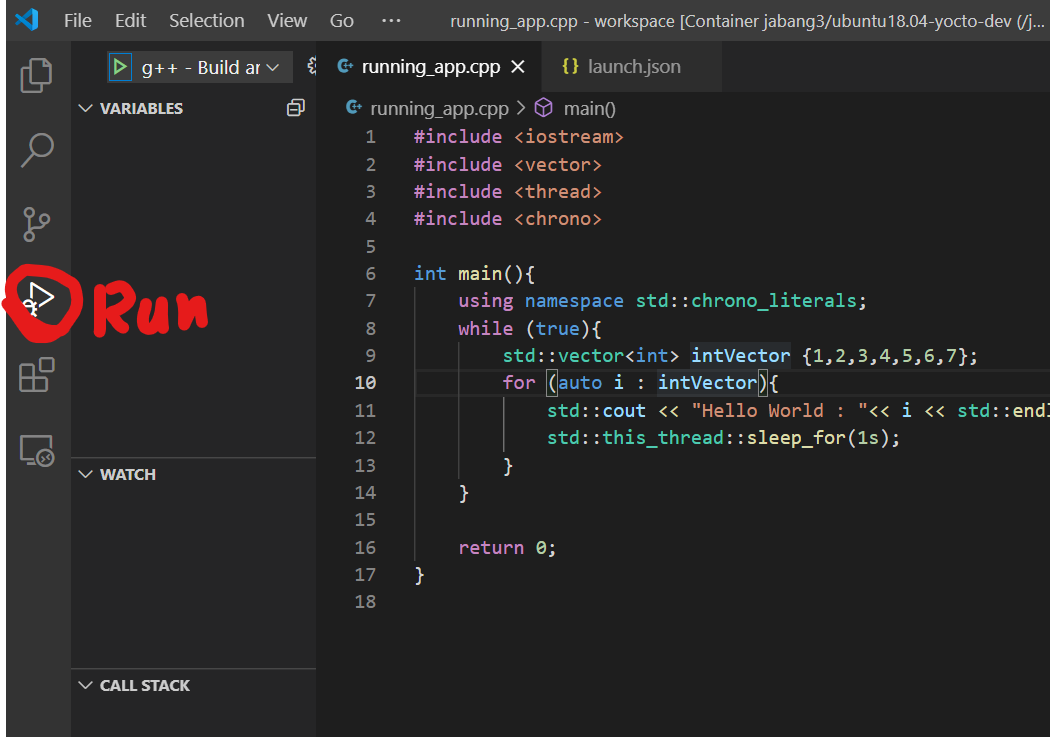 File Edit Selection View Go ··· running_app.cpp - workspace [Container jabang3/ubuntu18.04-yocto-dev (/j...
g++ - Build ar
running_app.cpp
launch.json
VARIABLES
running_app.cpp > main()
1 #include <iostream>
2 #include <vector>
3 #include <thread>
4 #include <chrono>
5
6 int main(){
7 using namespace std::chrono_literals;
8 while (true){
9 std::vector<int> intVector {1,2,3,4,5,6,7};
10 for (auto i : intVector){
11 std::cout << "Hello World : "<< i << std::endl
12 std::this_thread::sleep_for(1s);
13 }
14 }
15
16 return 0;
17 }
18
Run
WATCH
CALL STACK